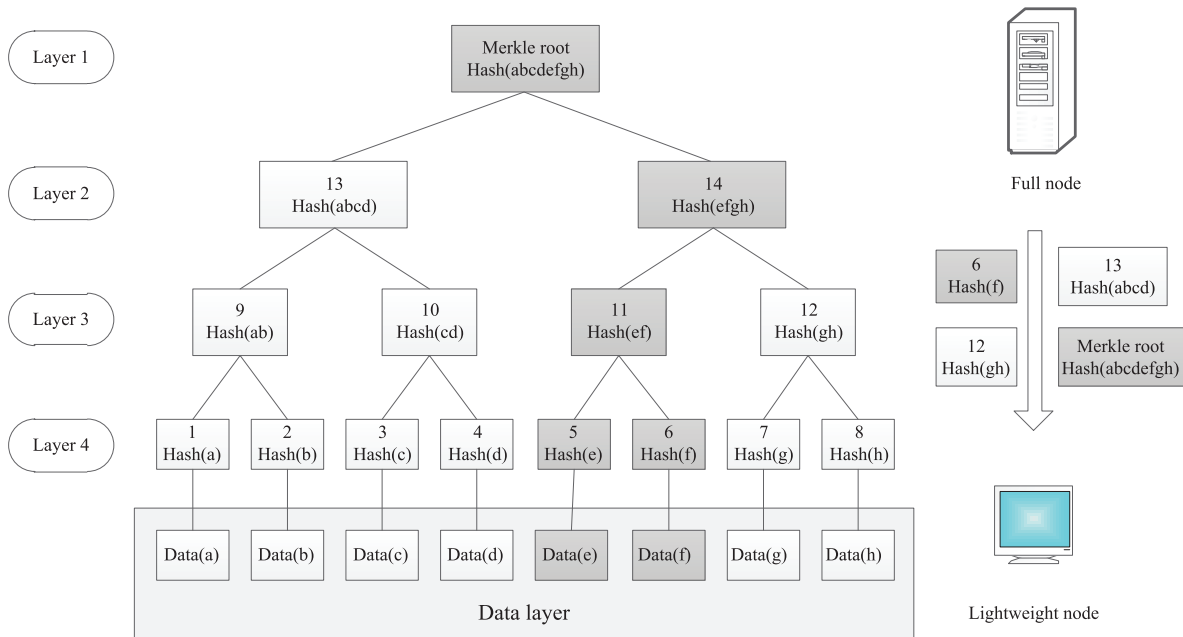 Layer 1
Merkle root
Hash(abcdefgh)
Layer 2
13
Hash(abcd)
14
Hash(efgh)
Layer 3
9
Hash(ab)
10
Hash(cd)
11
Hash(ef)
12
Hash(gh)
Layer 4
1
Hash(a)
2
Hash(b)
3
Hash(c)
4
Hash(d)
5
Hash(e)
6
Hash(f)
7
Hash(g)
8
Hash(h)
Data(a)
Data(b)
Data(c)
Data(d)
Data(e)
Data(f)
Data(g)
Data(h)
Data layer
Full node
6
Hash(f)
13
Hash(abcd)
12
Hash(gh)
Merkle root
Hash(abcdefgh)
Lightweight node